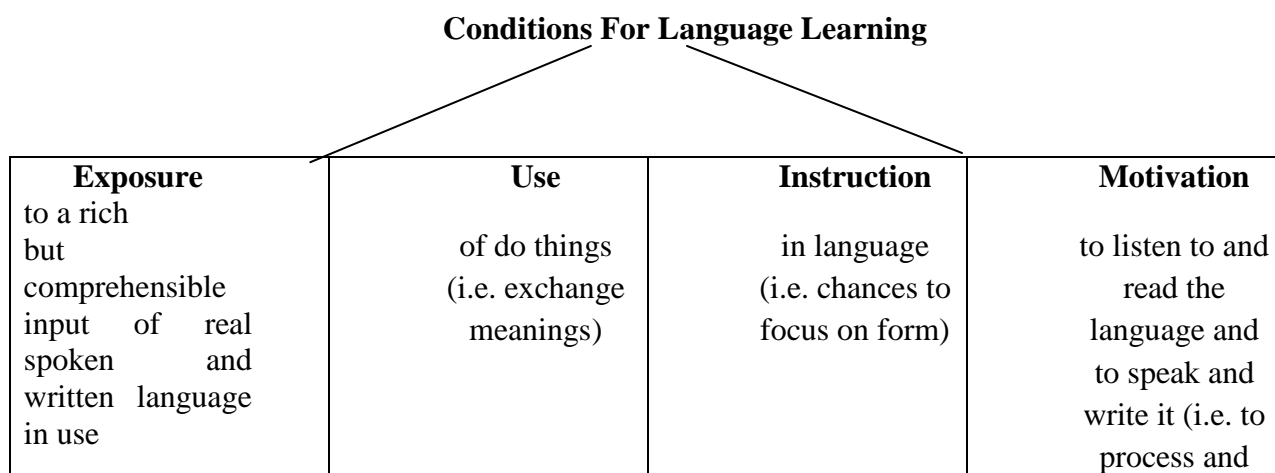 Conditions For Language Learning
Exposure
to a rich
but
comprehensible
input of real
spoken and
written language
in use
Use
of do things
(i.e. exchange
meanings)
Instruction
in language
(i.e. chances to
focus on form)
Motivation
to listen to and
read the
language and
to speak and
write it (i.e. to
process and